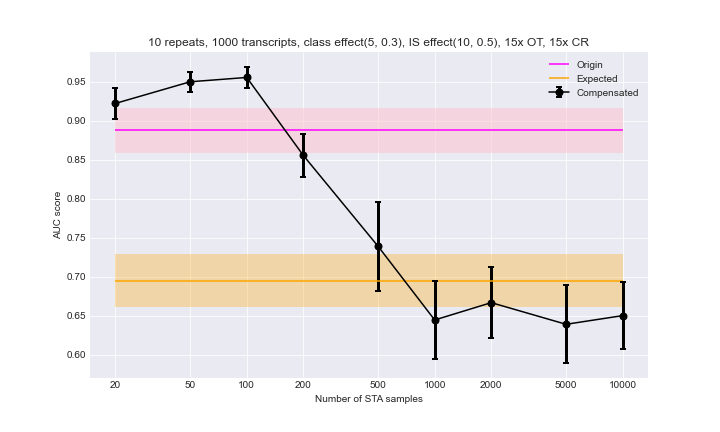 10 repeats, 1000 transcripts, class effect(5, 0.3), IS effect(10, 0.5), 15x OT, 15x CR
Origin
Expected
Compensated
AUC score
0.95
0.90
0.85
0.80
0.75
0.70
0.65
0.60
20 50 100 200 500 1000 2000 5000 10000
Number of STA samples